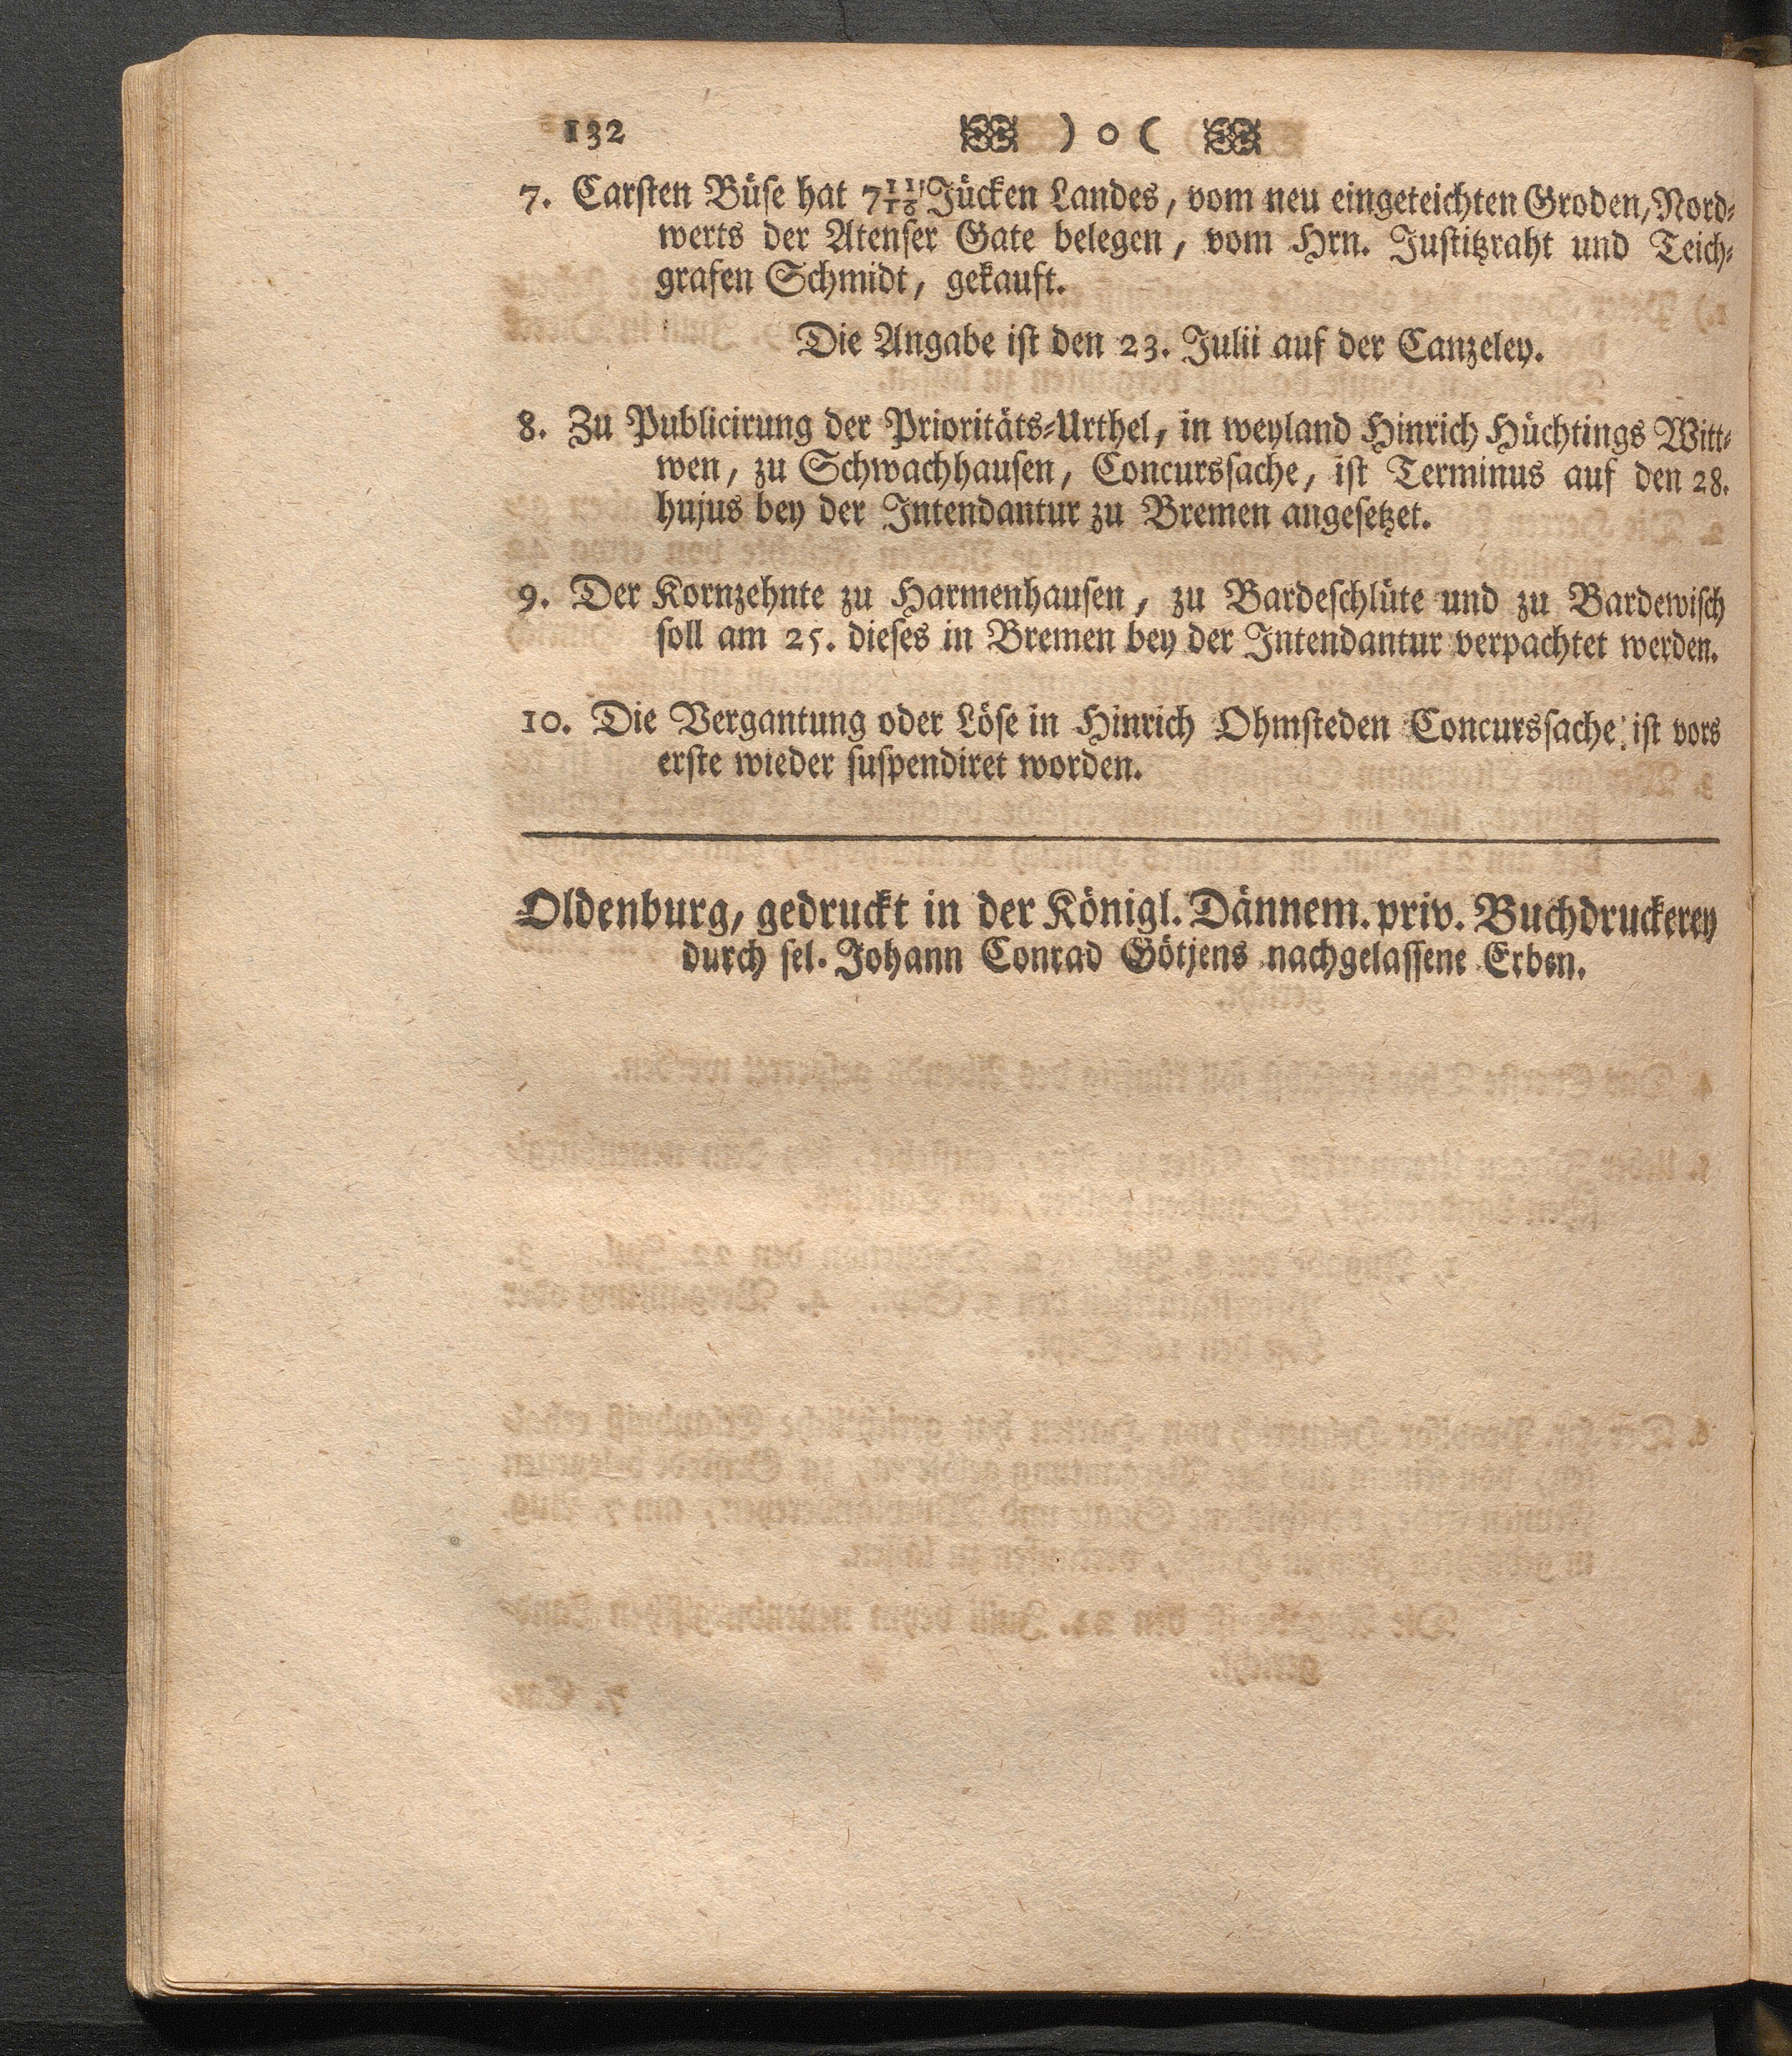 132 ) o (
7. Carsten Büse hat 7 11/16 Jücken Landes, vom neu eingeteichten Groden, Nord-
werts der Atenser Gate belegen, vom Hrn. Justitzraht und Teich-
grafen Schmidt, gekauft.
Die Angabe ist den 23. Julii auf der Canzeley.
8. Zu Publicirung der Prioritäts-Urthel, in weyland Hinrich Hüchtings Witt-
wen, zu Schwachhausen, Concurssache, ist Terminus auf den 28.
hujus bey der Intendantur zu Bremen angesetzet.
9. Der Kornzehnte zu Harmenhausen, zu Bardeschlüte und zu Bardewisch
soll am 25. dieses in Bremen bey der Intendantur verpachtet werden.
10. Die Vergantung oder Löse in Hinrich Ohmsteden Concurssache ist vors
erste wieder suspendiret worden.
Oldenburg, gedruckt in der Königl. Dännem. priv. Buchdruckerey
durch sel. Johann Conrad Götjens nachgelassene Erben.